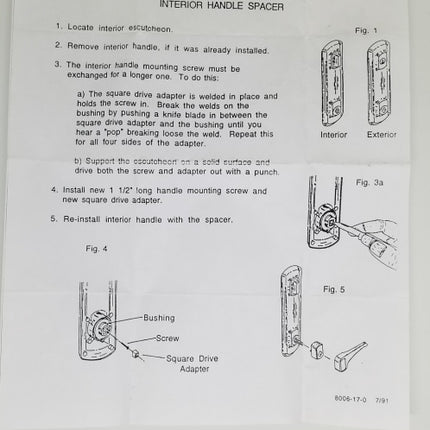 INTERIOR HANDLE SPACER
1. Locate interior escutcheon.
2. Remove interior handle, if it was already installed.
3. The interior handle mounting screw must be
exchanged for a longer one. To do this:
a) The square drive adapter is welded in place and
holds the screw in. Break the welds on the
bushing by pushing a knife blade in between the
square drive adapter and the bushing until you
hear a "pop" breaking loose the weld. Repeat this
for all four sides of the adapter.
b) Support the escutcheon on a solid surface and
drive both the screw and adapter out with a punch.
4. Install new 1 1/2" long handle mounting screw and
new square drive adapter.
5. Re-install interior handle with the spacer.
Fig. 1
Interior
Exterior
Fig. 3a
Fig. 4
Bushing
Screw
Square Drive
Adapter
Fig. 5
8006-17-0 7/91